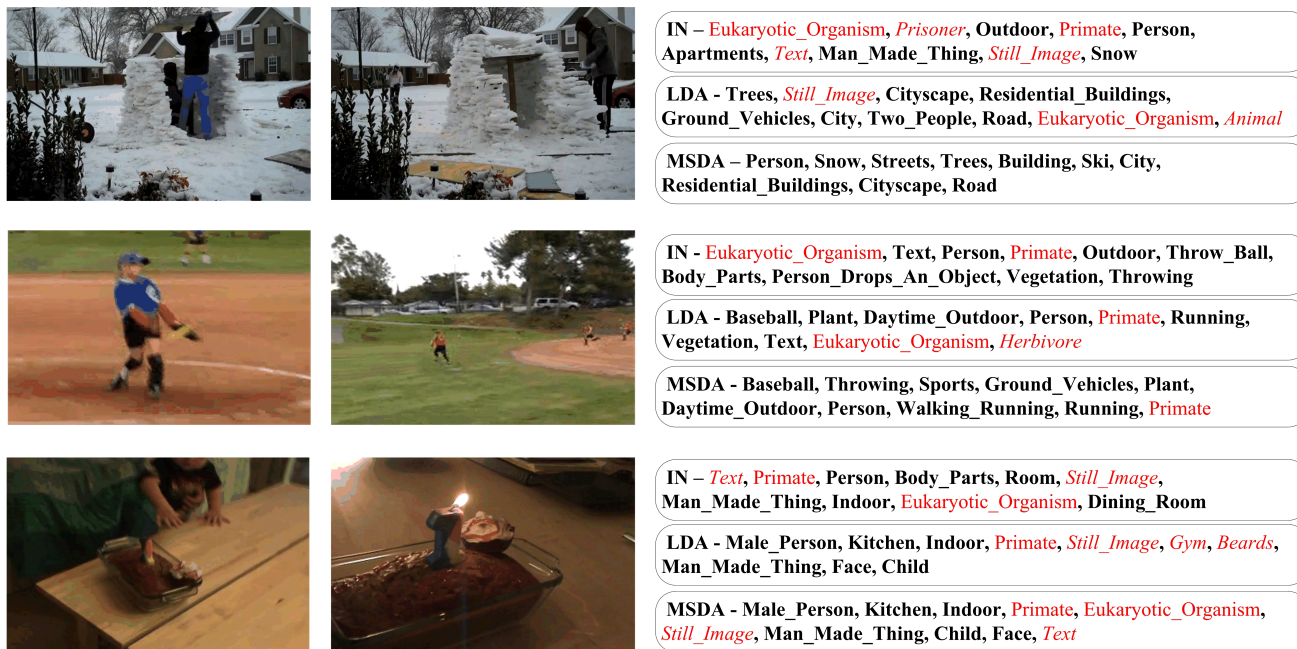 IN – Eukaryotic_Organism, Prisoner, Outdoor, Primate, Person,
Apartments, Text, Man_Made_Thing, Still_Image, Snow
LDA - Trees, Still_Image, Cityscape, Residential_Buildings,
Ground_Vehicles, City, Two_People, Road, Eukaryotic_Organism, Animal
MSDA – Person, Snow, Streets, Trees, Building, Ski, City,
Residential_Buildings, Cityscape, Road
IN - Eukaryotic_Organism, Text, Person, Primate, Outdoor, Throw_Ball,
Body_Parts, Person_Drops_An_Object, Vegetation, Throwing
LDA - Baseball, Plant, Daytime_Outdoor, Person, Primate, Running,
Vegetation, Text, Eukaryotic_Organism, Herbivore
MSDA - Baseball, Throwing, Sports, Ground_Vehicles, Plant,
Daytime_Outdoor, Person, Walking_Running, Running, Primate
IN – Text, Primate, Person, Body_Parts, Room, Still_Image,
Man_Made_Thing, Indoor, Eukaryotic_Organism, Dining_Room
LDA - Male_Person, Kitchen, Indoor, Primate, Still_Image, Gym, Beards,
Man_Made_Thing, Face, Child
MSDA - Male_Person, Kitchen, Indoor, Primate, Eukaryotic_Organism,
Still_Image, Man_Made_Thing, Child, Face, Text